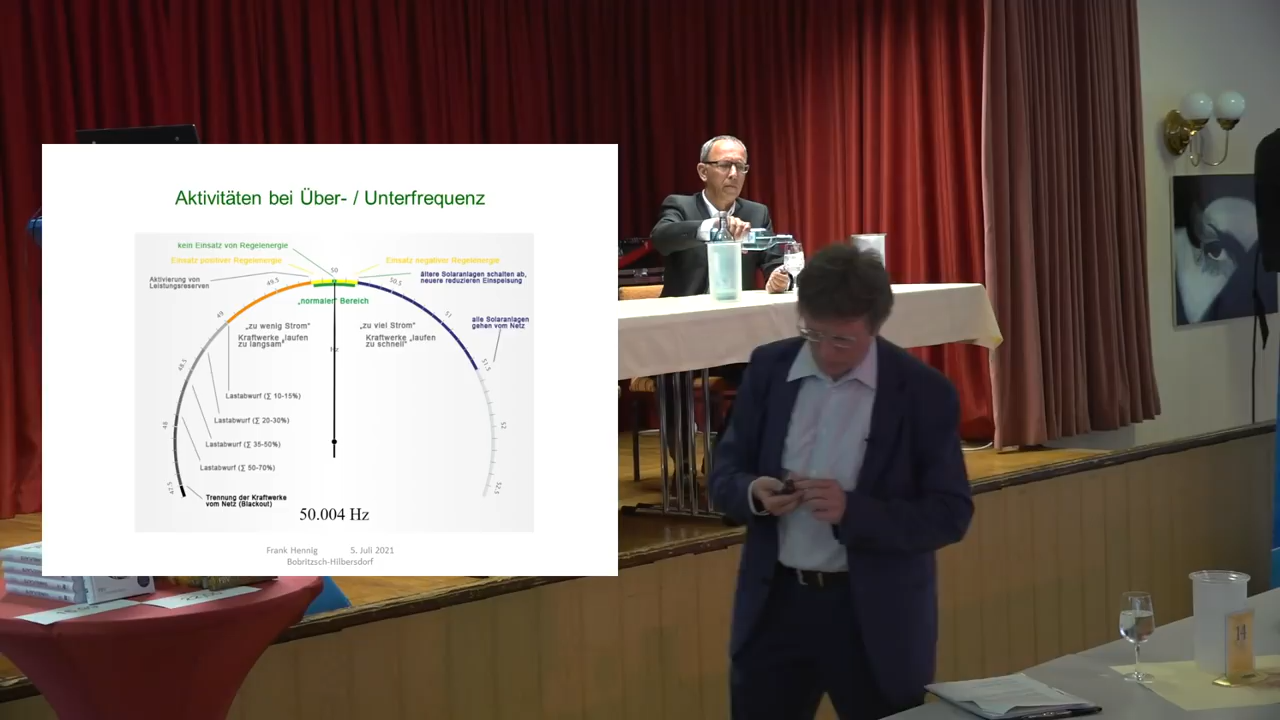 Aktivitäten bei Über- / Unterfrequenz
kein Einsatz von Regelenergie
Einsatz positiver Regelenergie
Einsatz negativer Regelenergie
50
Aktivierung von
Leistungsreserven
49,5
50,5
ältere Solaranlagen schalten ab,
neuere reduzieren Einspeisung
„normaler“ Bereich
49
51
alle Solaranlagen
gehen vom Netz
„zu wenig Strom“
Kraftwerke „laufen
zu langsam“
„zu viel Strom“
Kraftwerke „laufen
zu schnell“
Hz
48,5
51,5
Lastabwurf (∑ 10-15%)
48
Lastabwurf (∑ 20-30%)
52
Lastabwurf (∑ 35-50%)
Lastabwurf (∑ 50-70%)
47,5
52,5
Trennung der Kraftwerke
vom Netz (Blackout)
50.004 Hz
Frank Hennig 5. Juli 2021
Bobritzsch-Hilbersdorf
14